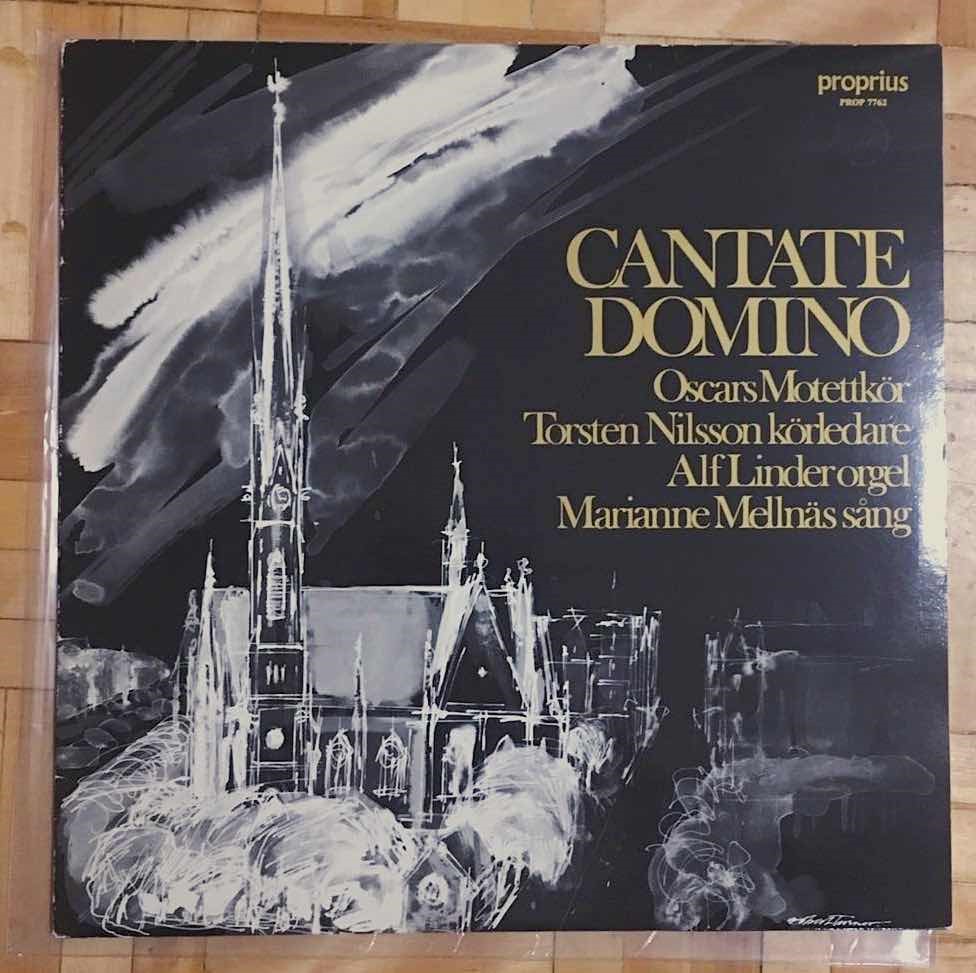 proprius
PROP 7762
CANTATE
DOMINO
Oscars Motettkör
Torsten Nilsson körledare
Alf Linder orgel
Marianne Mellnäs sång